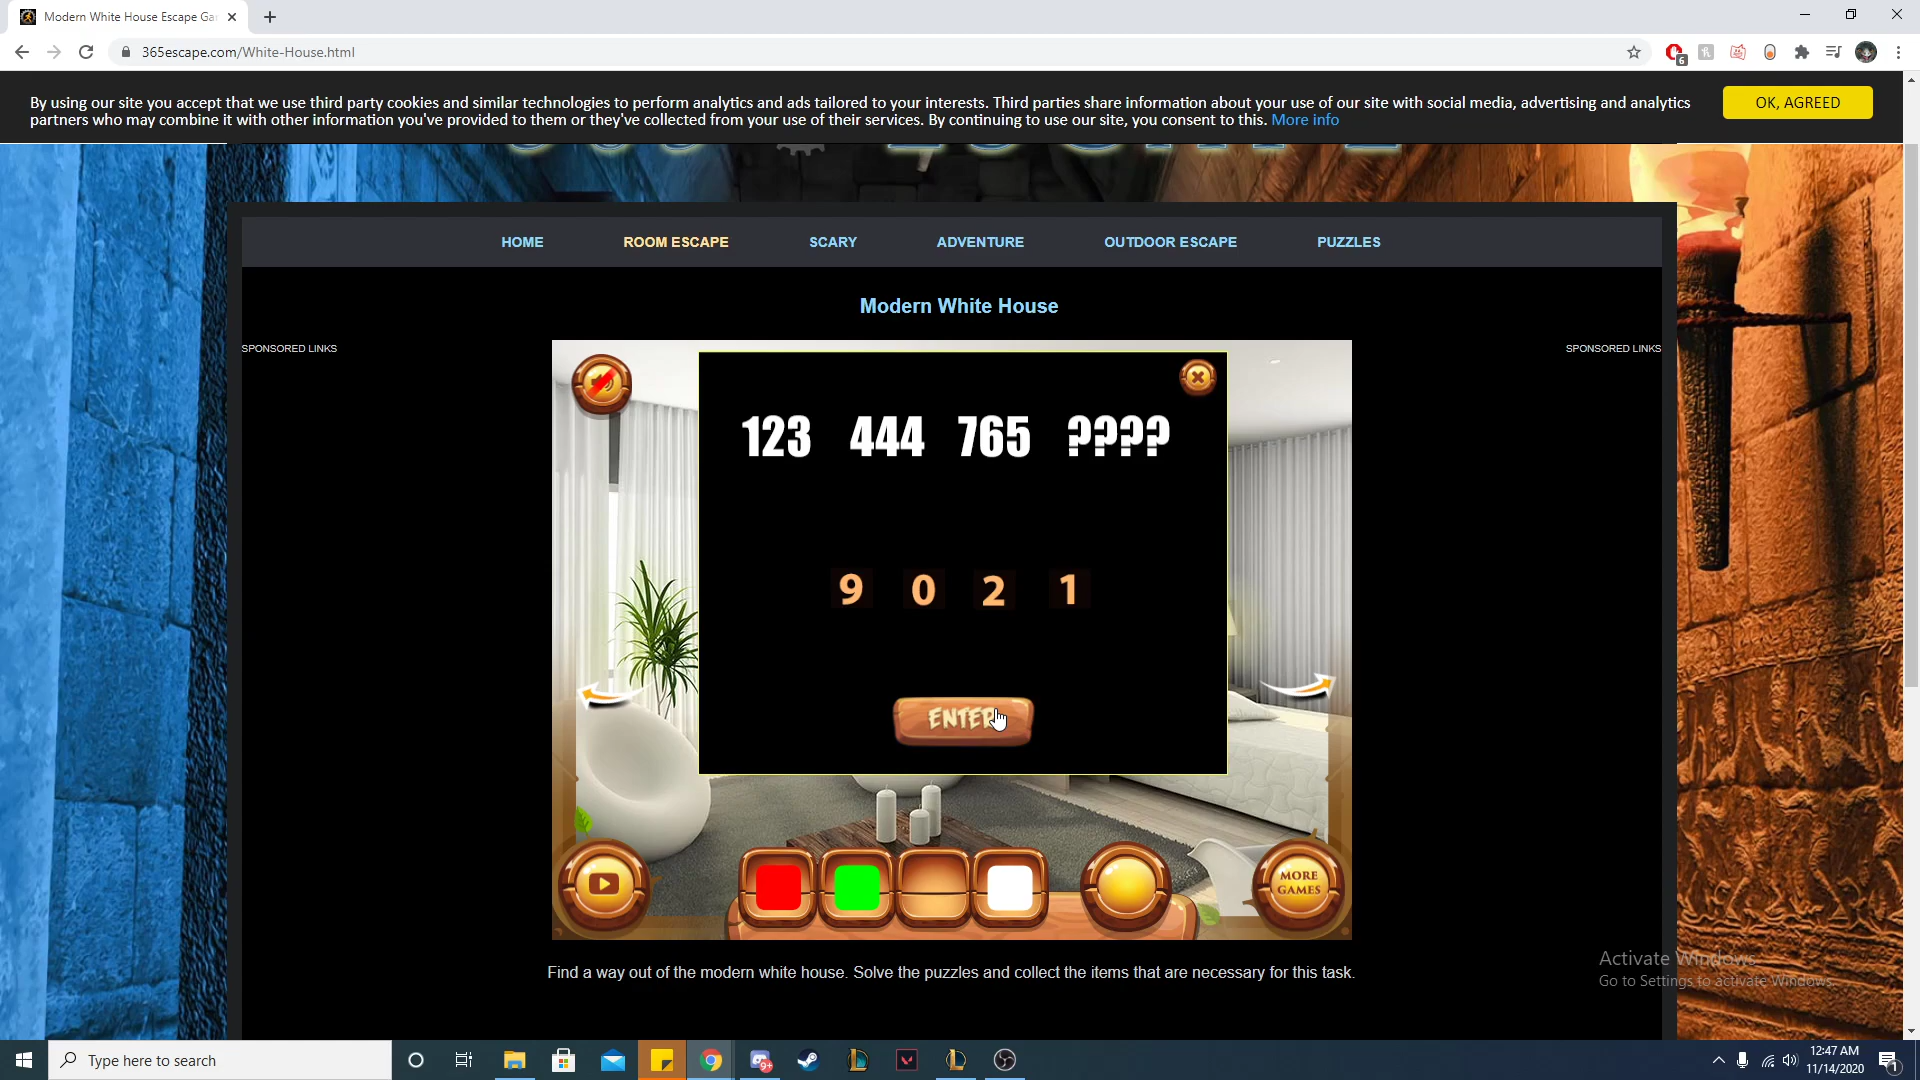 Modern White House Escape Ga
365escape.com/White-House.html
6
By using our site you accept that we use third party cookies and similar technologies to perform analytics and ads tailored to your interests. Third parties share information about your use of our site with social media, advertising and analytics
partners who may combine it with other information you've provided to them or they've collected from your use of their services. By continuing to use our site, you consent to this. More info
OK, AGREED
HOME ROOM ESCAPE SCARY ADVENTURE OUTDOOR ESCAPE PUZZLES
Modern White House
SPONSORED LINKS
SPONSORED LINKS
123 444 765 ????
9 0 2 1
ENTER
MORE
GAMES
Find a way out of the modern white house. Solve the puzzles and collect the items that are necessary for this task.
Activate Windows
Go to Settings to activate Windows.
Type here to search
9+
12:47 AM
11/14/2020
1